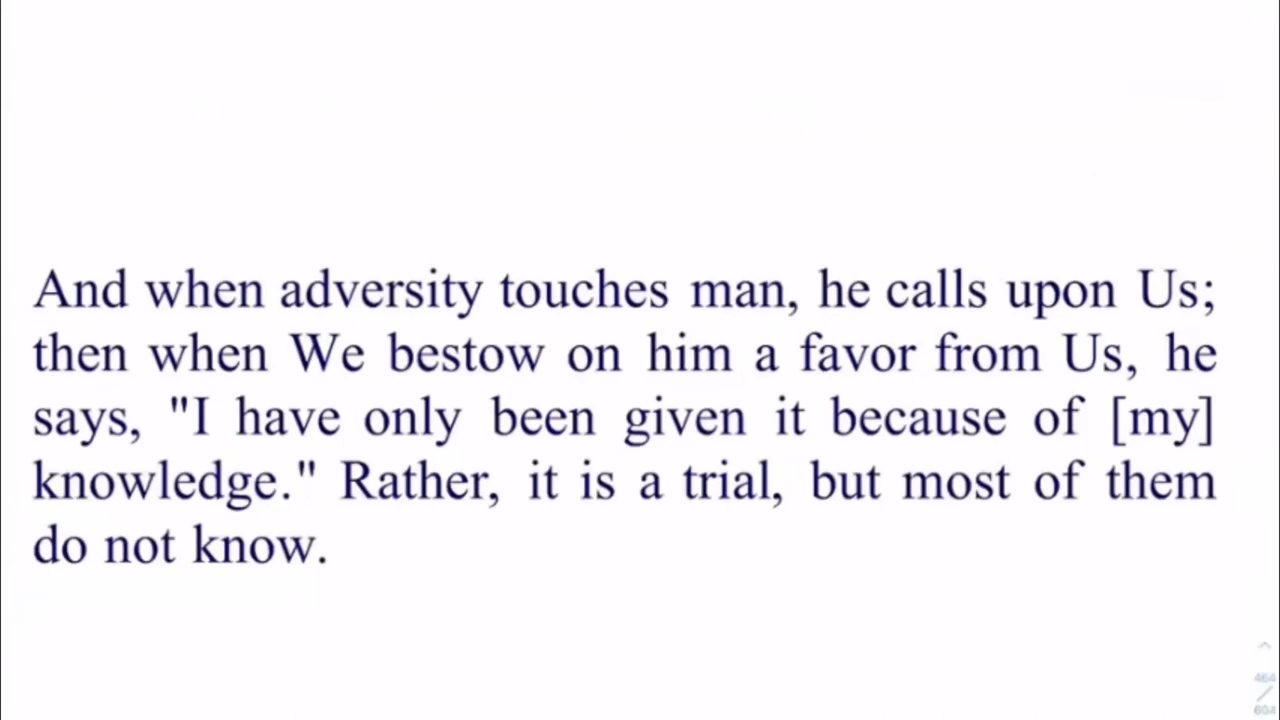 And when adversity touches man, he calls upon Us;
then when We bestow on him a favor from Us, he
says, "I have only been given it because of [my]
knowledge." Rather, it is a trial, but most of them
do not know.
464
/
604